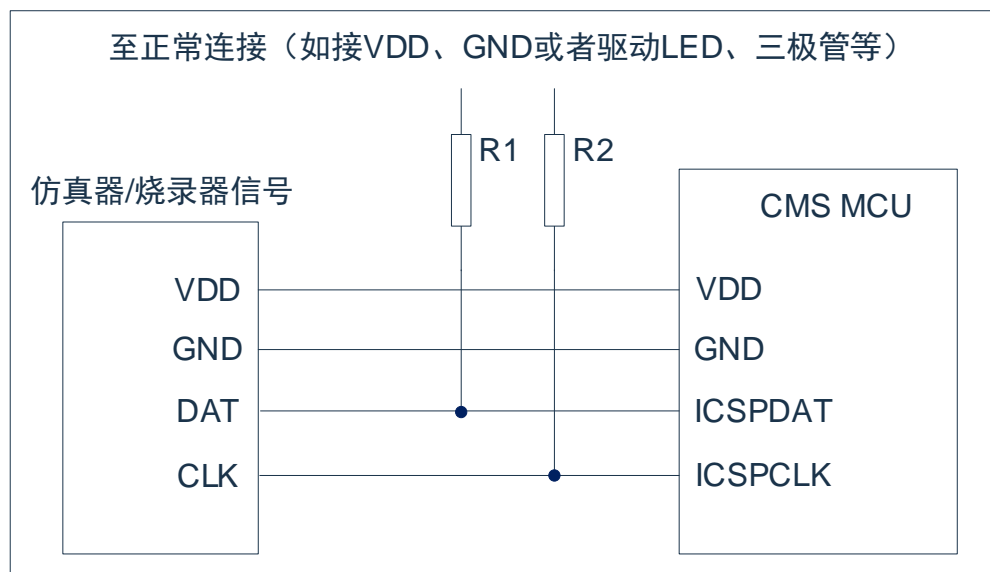 至正常连接（如接VDD、GND或者驱动LED、三极管等）
R1
R2
仿真器/烧录器信号
CMS MCU
VDD
VDD
GND
GND
DAT
ICSPDAT
CLK
ICSPCLK